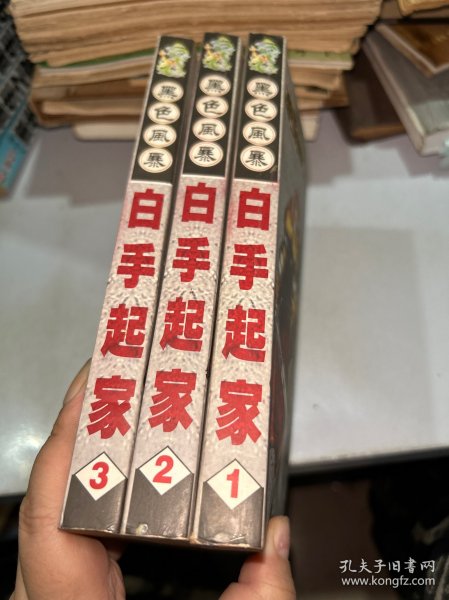 黑色風暴
白手起家
3
黑色風暴
白手起家
2
黑色風暴
白手起家
1
孔夫子旧书网
www.kongfz.com